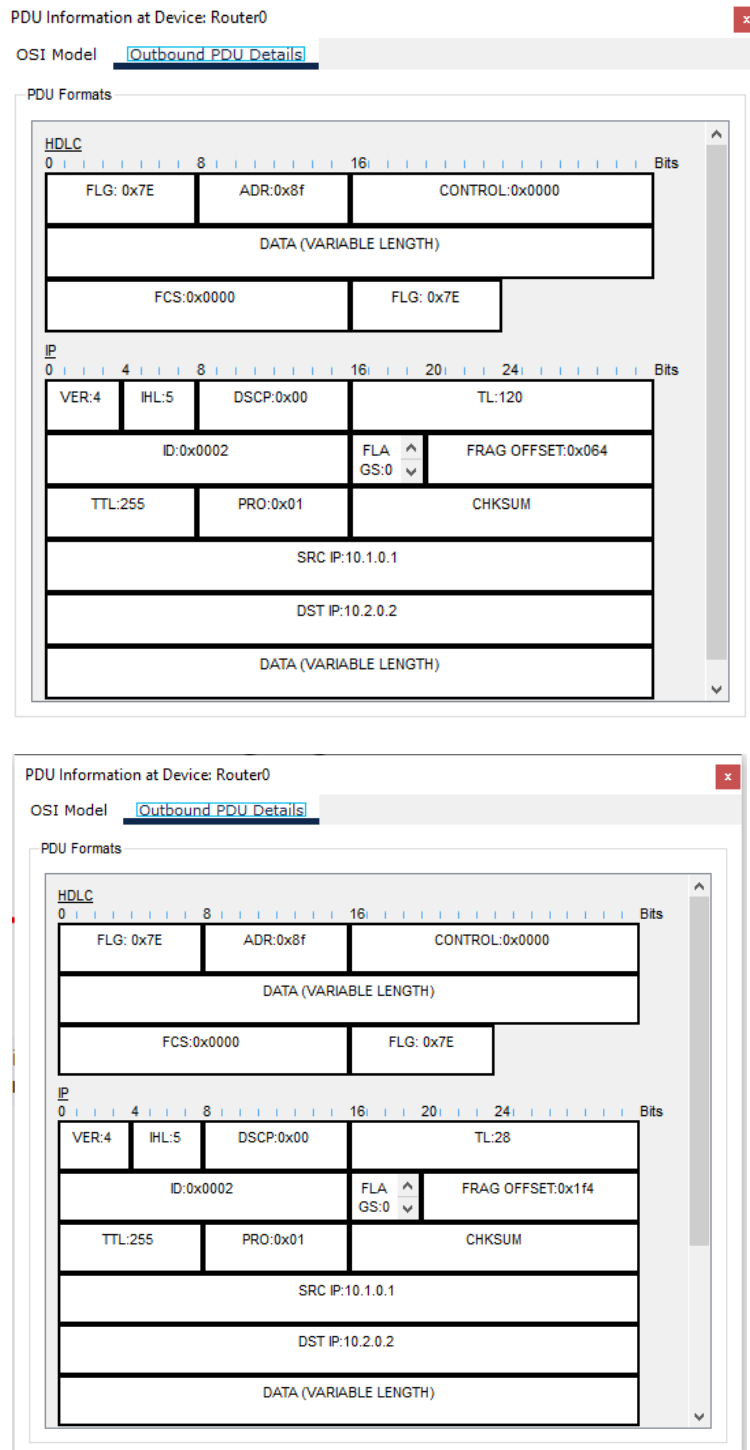 PDU Information at Device: Router0
x
OSI Model Outbound PDU Details
PDU Formats
HDLC
0 8 16 Bits
FLG: 0x7E ADR:0x8f CONTROL:0x0000
DATA (VARIABLE LENGTH)
FCS:0x0000 FLG: 0x7E
IP
0 4 8 16 20 24 Bits
VER:4 IHL:5 DSCP:0x00 TL:120
ID:0x0002 FLA GS:0 FRAG OFFSET:0x064
TTL:255 PRO:0x01 CHKSUM
SRC IP:10.1.0.1
DST IP:10.2.0.2
DATA (VARIABLE LENGTH)
PDU Information at Device: Router0
x
OSI Model Outbound PDU Details
PDU Formats
HDLC
0 8 16 Bits
FLG: 0x7E ADR:0x8f CONTROL:0x0000
DATA (VARIABLE LENGTH)
FCS:0x0000 FLG: 0x7E
IP
0 4 8 16 20 24 Bits
VER:4 IHL:5 DSCP:0x00 TL:28
ID:0x0002 FLA GS:0 FRAG OFFSET:0x1f4
TTL:255 PRO:0x01 CHKSUM
SRC IP:10.1.0.1
DST IP:10.2.0.2
DATA (VARIABLE LENGTH)